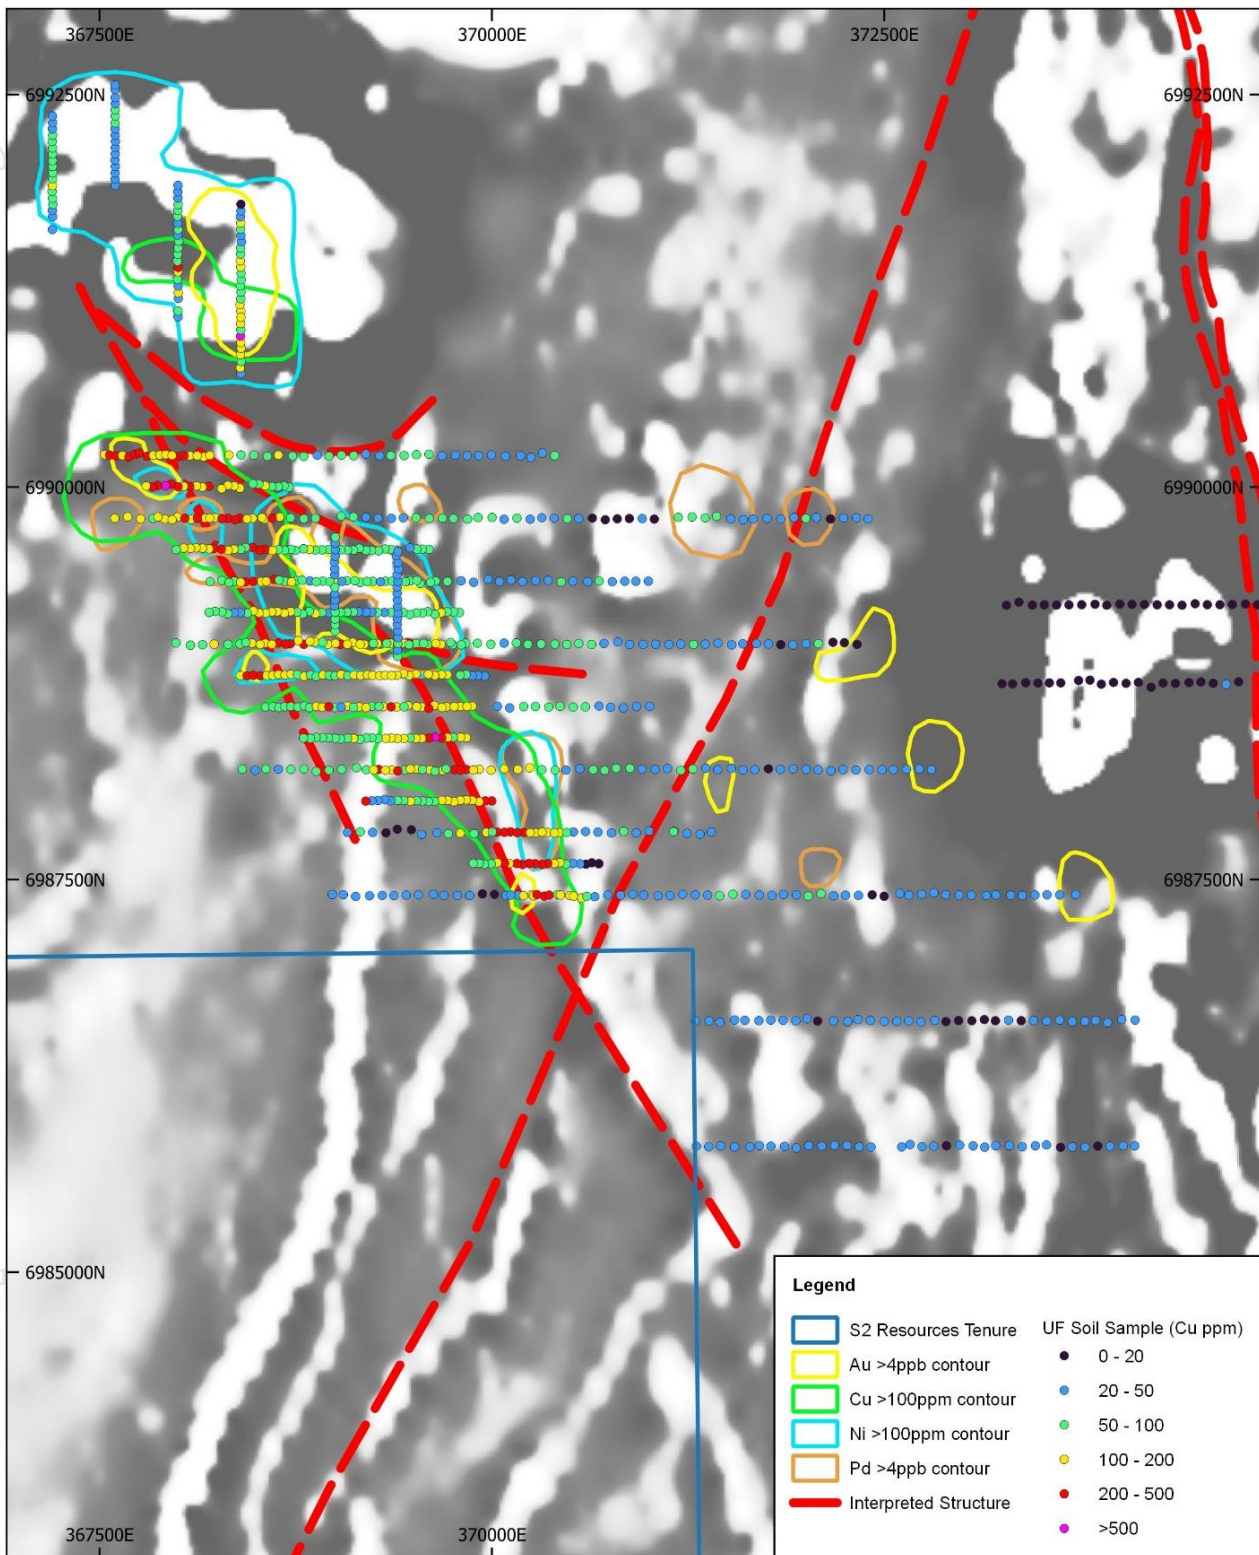 367500E 370000E 372500E
6992500N 6992500N
6990000N 6990000N
6987500N 6987500N
6985000N
Legend
S2 Resources Tenure
Au >4ppb contour
Cu >100ppm contour
Ni >100ppm contour
Pd >4ppb contour
Interpreted Structure
UF Soil Sample (Cu ppm)
0 - 20
20 - 50
50 - 100
100 - 200
200 - 500
>500
367500E 370000E